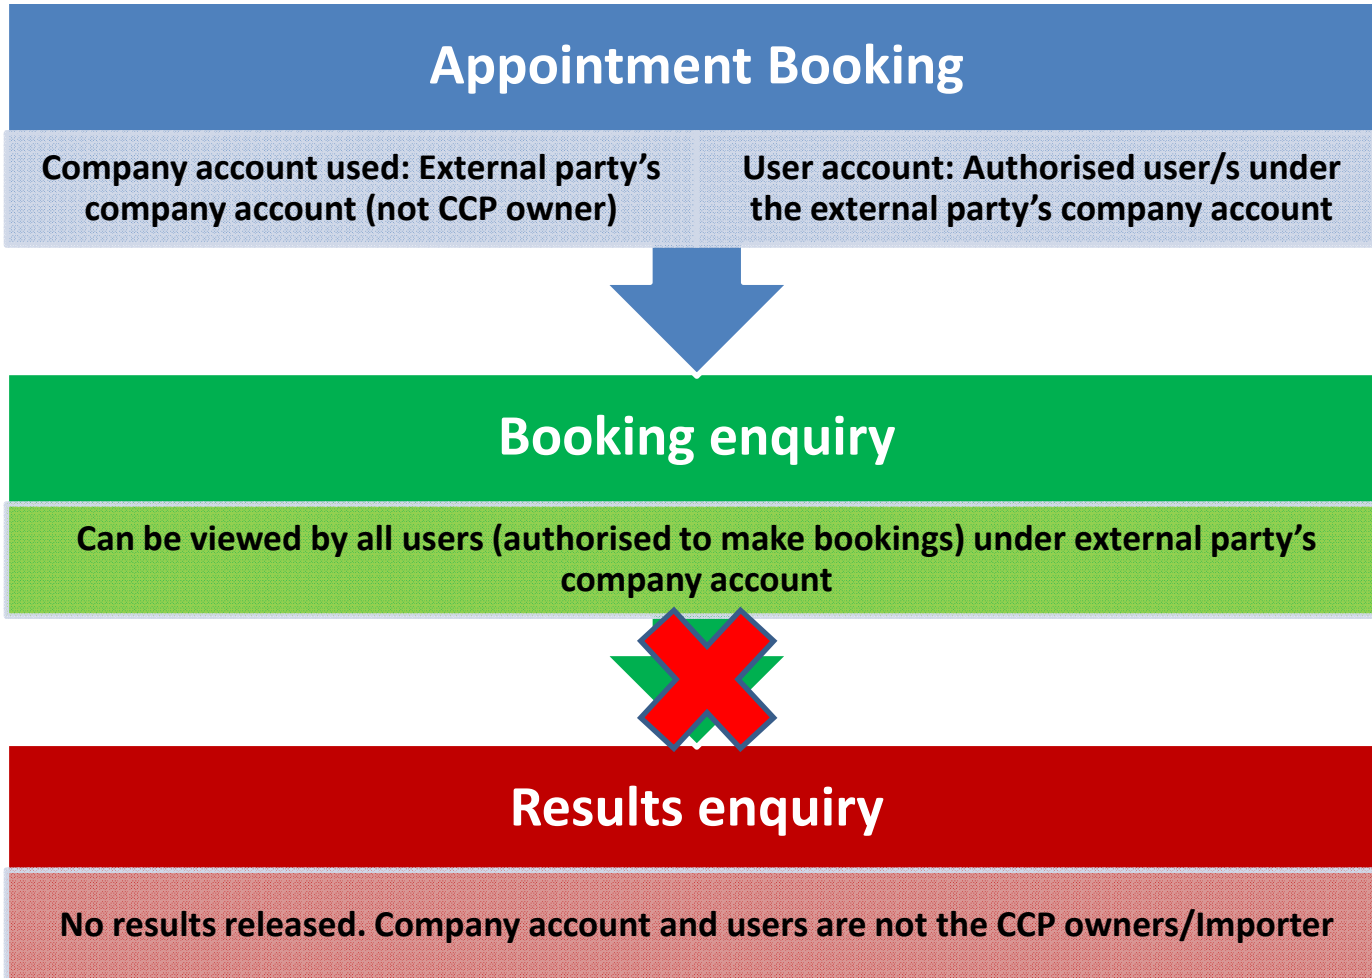 Appointment Booking
Company account used: External party’s
company account (not CCP owner)
User account: Authorised user/s under
the external party’s company account
Booking enquiry
Can be viewed by all users (authorised to make bookings) under external party’s
company account
Results enquiry
No results released. Company account and users are not the CCP owners/Importer